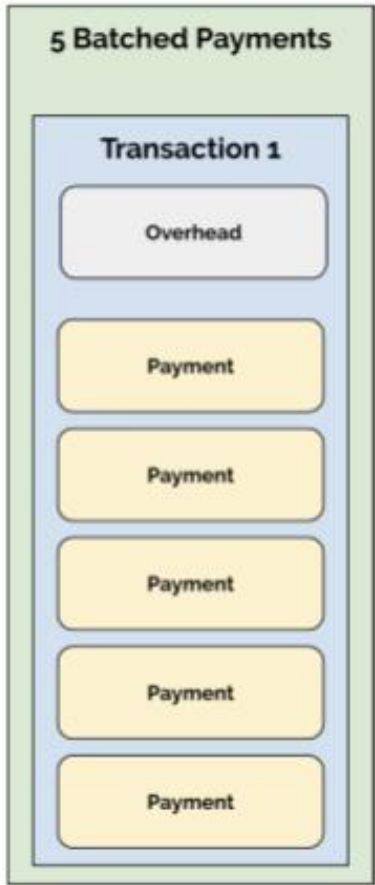 5 Batched Payments
Transaction 1
Overhead
Payment
Payment
Payment
Payment
Payment